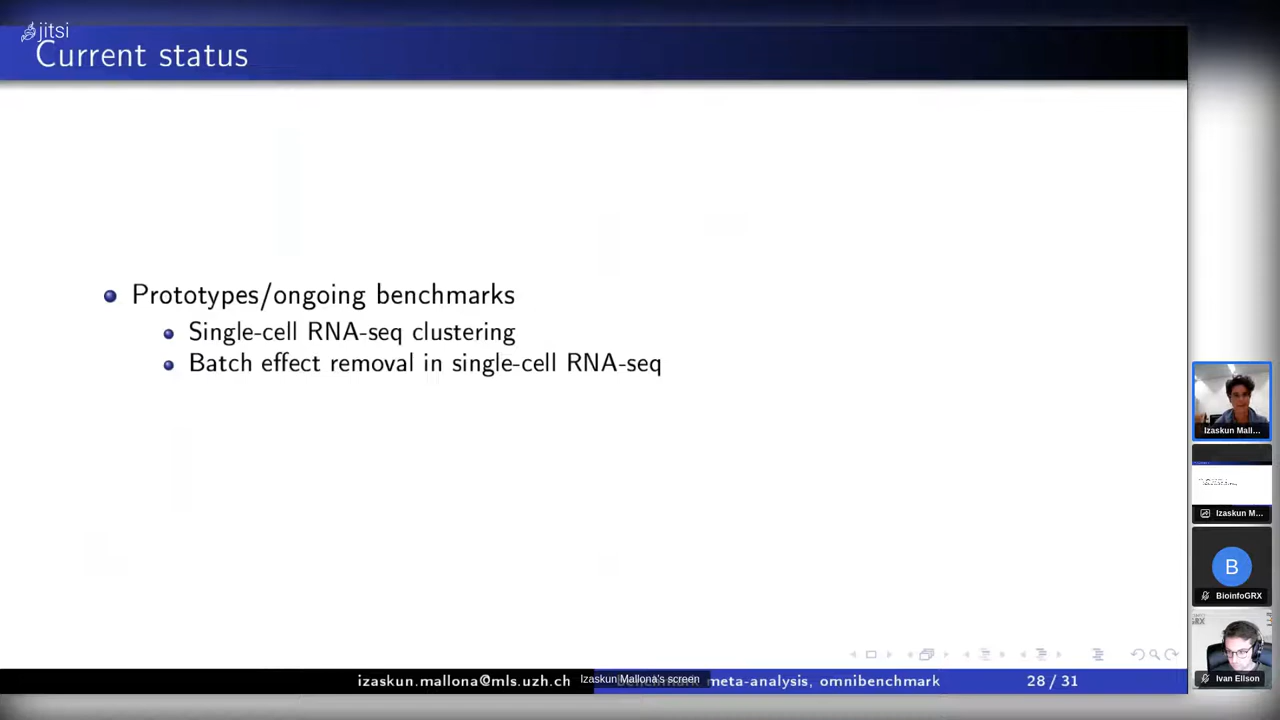 jitsi
Current status
Prototypes/ongoing benchmarks
Single-cell RNA-seq clustering
Batch effect removal in single-cell RNA-seq
Izaskun Mall...
Izaskun M...
B
BioinfoGRX
Ivan Ellson
izaskun.mallona@mls.uzh.ch
Izaskun Mallona's screen
benchmark meta-analysis, omnibenchmark
28 / 31